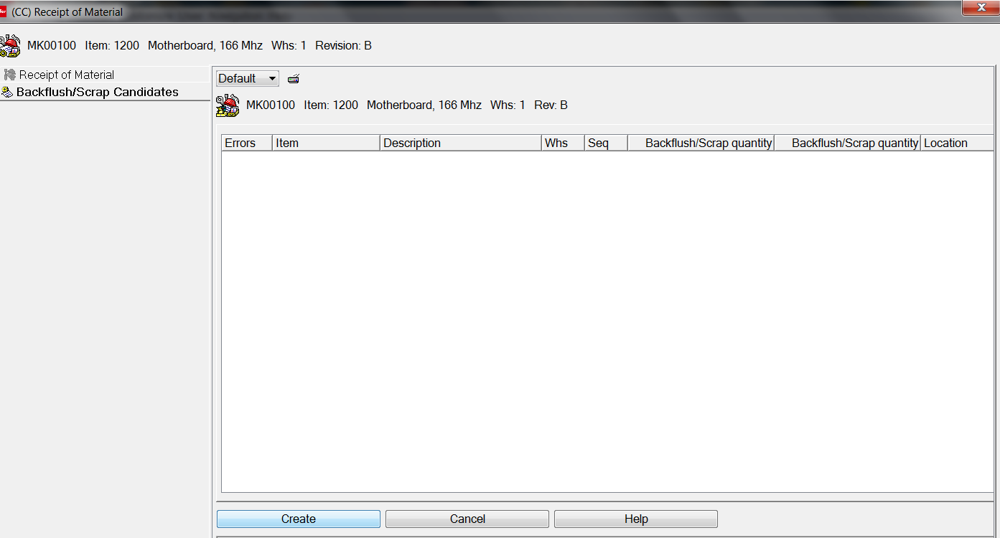 for (CC) Receipt of Material
MK00100 Item: 1200 Motherboard, 166 Mhz Whs: 1 Revision: B
Receipt of Material
Backflush/Scrap Candidates
Default
MK00100 Item: 1200 Motherboard, 166 Mhz Whs: 1 Rev: B
Errors Item Description Whs Seq Backflush/Scrap quantity Backflush/Scrap quantity Location
Create Cancel Help